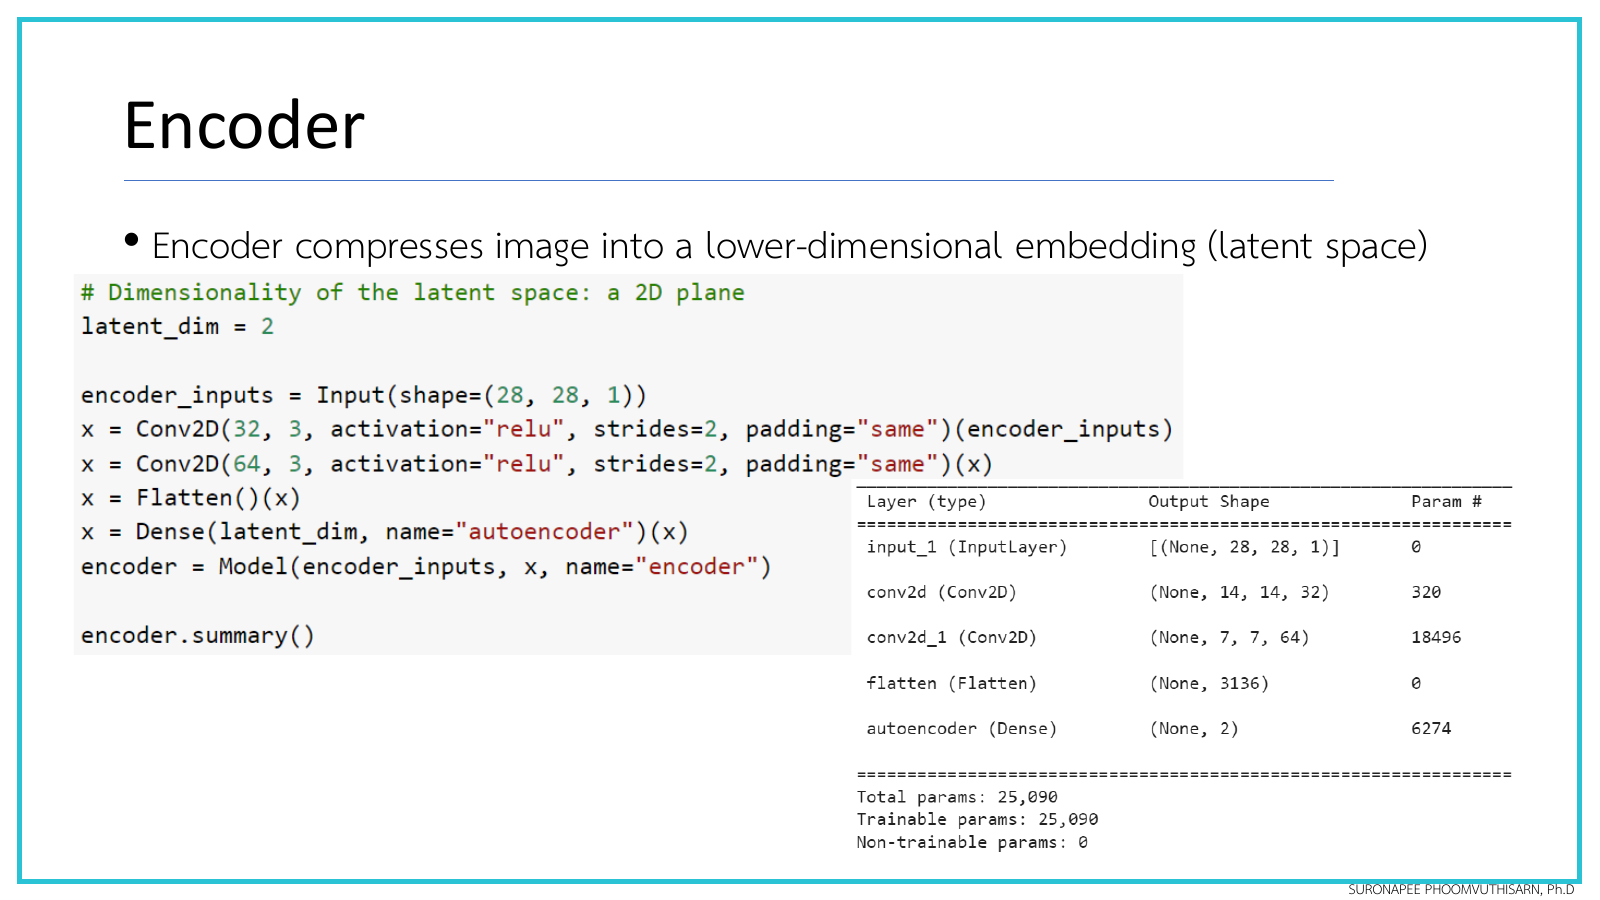 Encoder
• Encoder compresses image into a lower-dimensional embedding (latent space)
# Dimensionality of the latent space: a 2D plane
latent_dim = 2
encoder_inputs = Input(shape=(28, 28, 1))
x = Conv2D(32, 3, activation="relu", strides=2, padding="same")(encoder_inputs)
x = Conv2D(64, 3, activation="relu", strides=2, padding="same")(x)
x = Flatten()(x)
x = Dense(latent_dim, name="autoencoder")(x)
encoder = Model(encoder_inputs, x, name="encoder")
encoder.summary()
Layer (type) Output Shape Param #
=================================================================
input_1 (InputLayer) [(None, 28, 28, 1)] 0
conv2d (Conv2D) (None, 14, 14, 32) 320
conv2d_1 (Conv2D) (None, 7, 7, 64) 18496
flatten (Flatten) (None, 3136) 0
autoencoder (Dense) (None, 2) 6274
=================================================================
Total params: 25,090
Trainable params: 25,090
Non-trainable params: 0
SURONAPEE PHOOMVUTHISARN, Ph.D